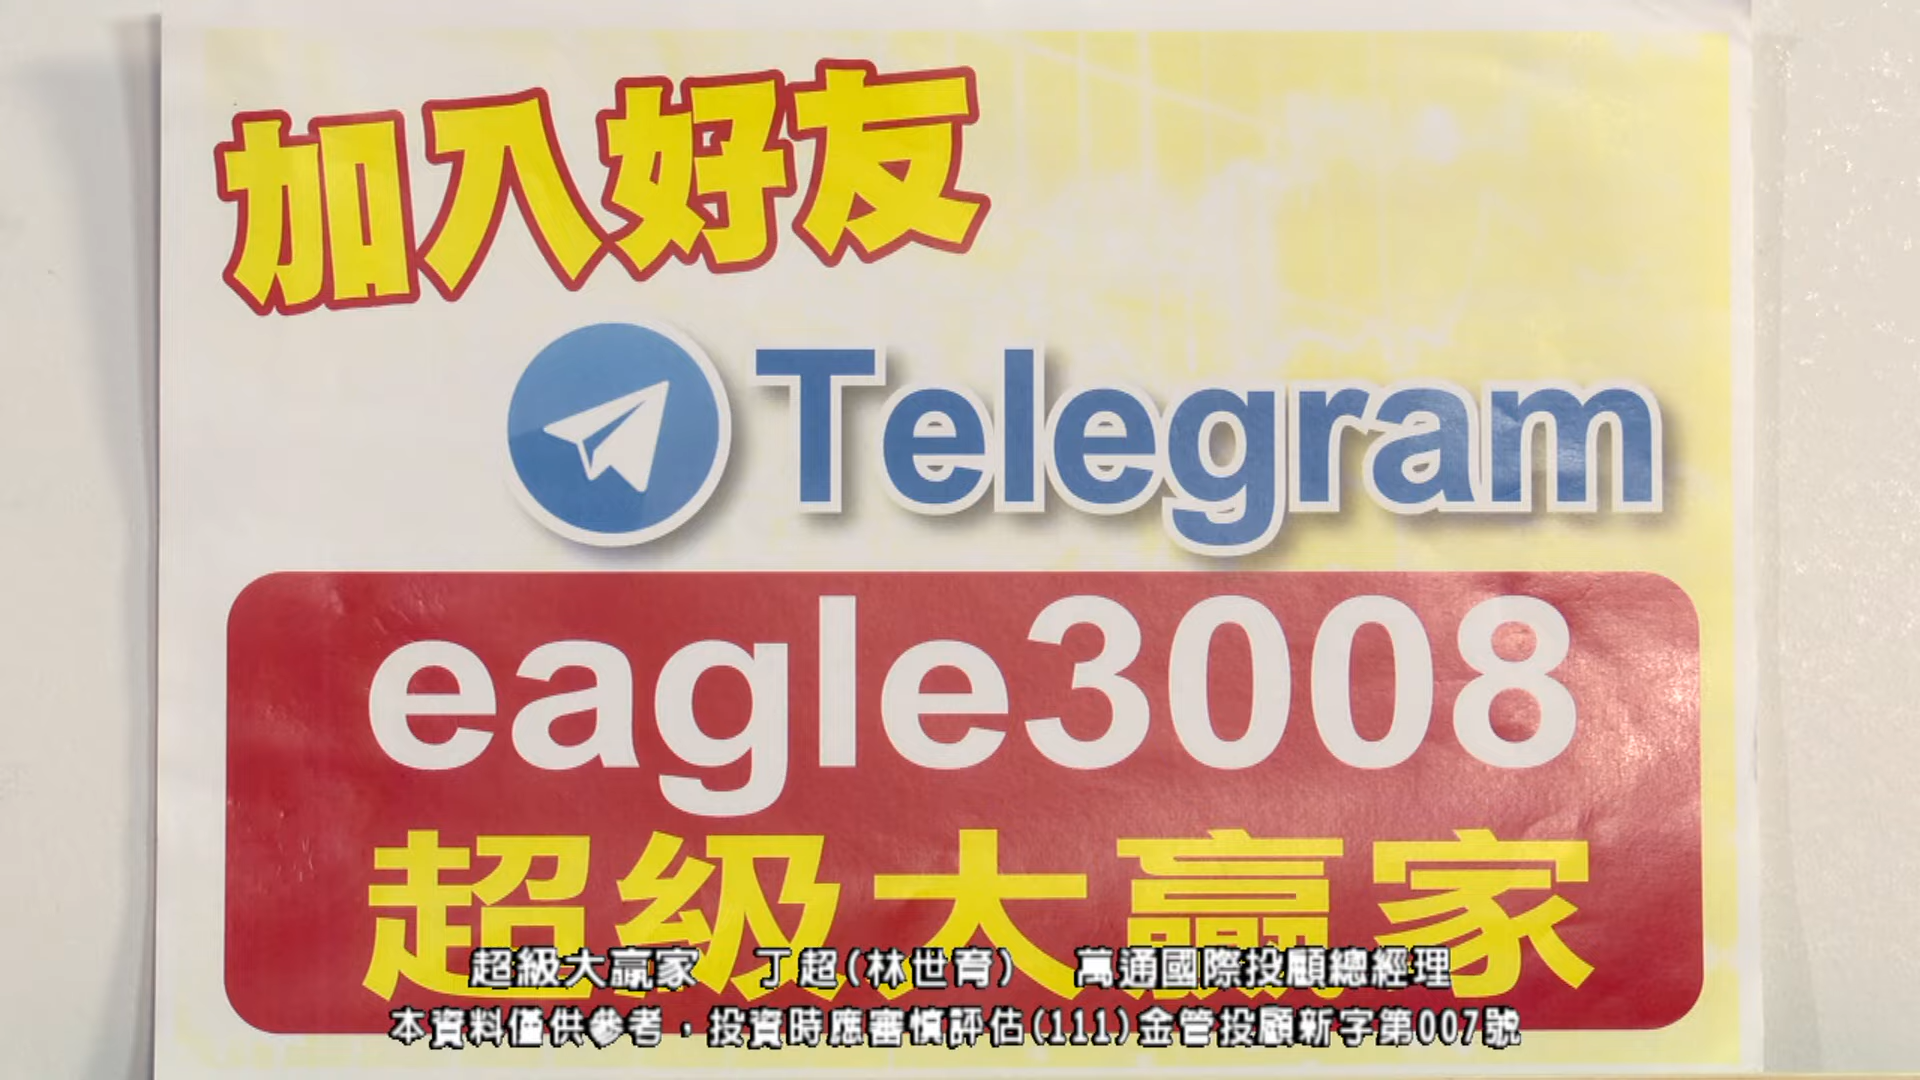 加入好友
Telegram
eagle3008
超級大贏家
超級大贏家 丁超(林世育) 萬通國際投顧總經理
本資料僅供參考，投資時應審慎評估(111)金管投顧新字第007號